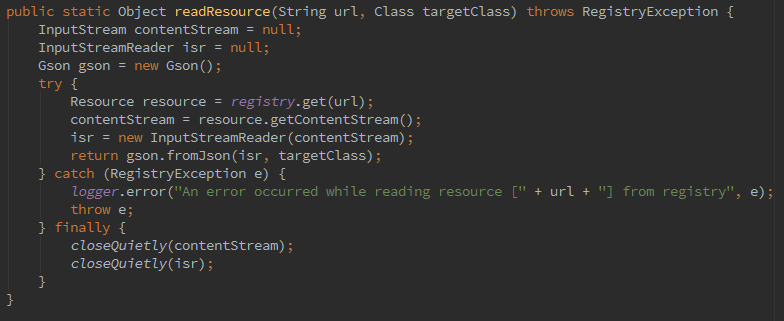 public static Object readResource(String url, Class targetClass) throws RegistryException {
    InputStream contentStream = null;
    InputStreamReader isr = null;
    Gson gson = new Gson();
    try {
        Resource resource = registry.get(url);
        contentStream = resource.getContentStream();
        isr = new InputStreamReader(contentStream);
        return gson.fromJson(isr, targetClass);
    } catch (RegistryException e) {
        logger.error("An error occurred while reading resource [" + url + "] from registry", e);
        throw e;
    } finally {
        closeQuietly(contentStream);
        closeQuietly(isr);
    }
}